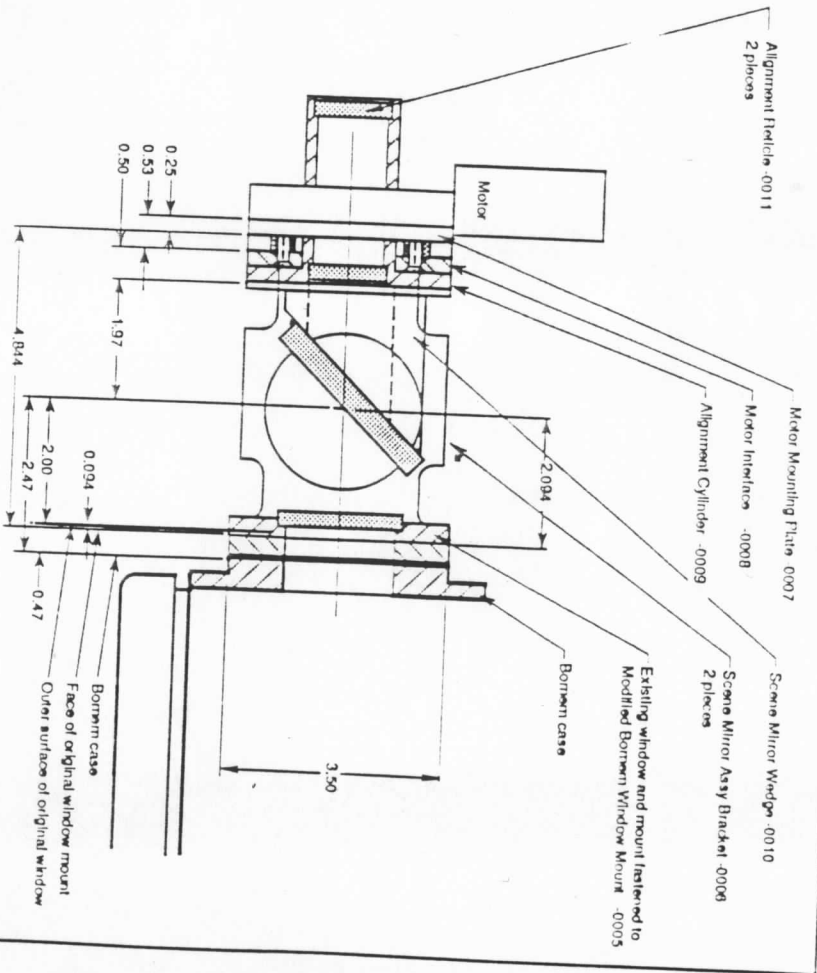 Alignment Reticle -0011
2 pieces
Motor
Motor Mounting Plate -0007
Motor Interface -0008
Alignment Cylinder -0009
Scene Mirror Wedge -0010
Scene Mirror Assy Bracket -0006
2 pieces
Existing window and mount fastened to
Modified Bomem Window Mount -0005
Bomem case
0.25
0.53
0.50
1.97
4.844
2.094
2.00
2.47
0.094
0.47
3.50
Bomem case
Face of original window mount
Outer surface of original window